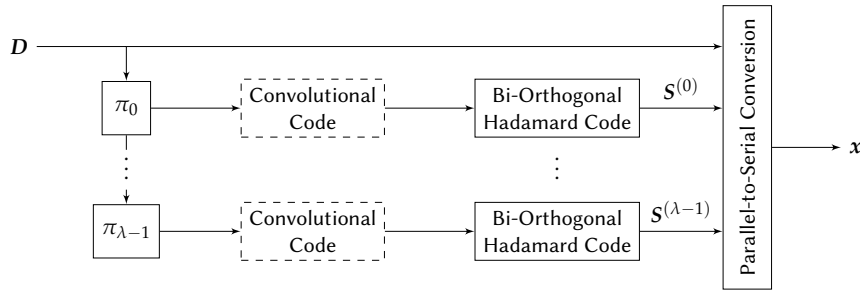 D
π₀
Convolutional
Code
Bi-Orthogonal
Hadamard Code
S⁽⁰⁾
⋮
⋮
π_{λ−1}
Convolutional
Code
Bi-Orthogonal
Hadamard Code
S^{(λ−1)}
Parallel-to-Serial Conversion
x